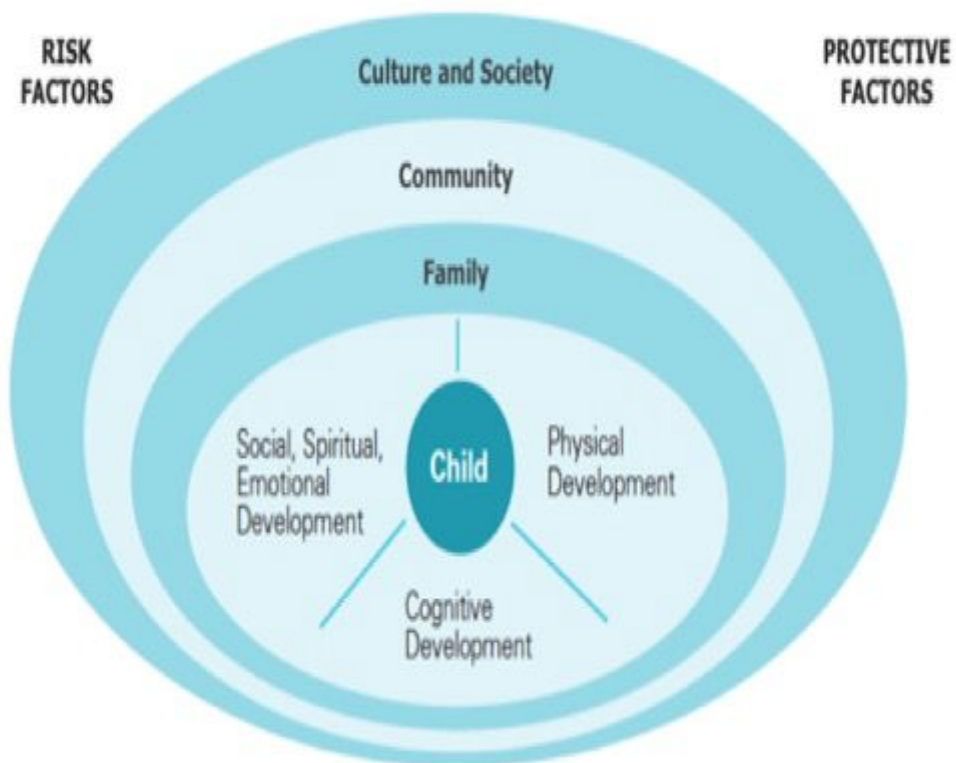 RISK
FACTORS
PROTECTIVE
FACTORS
Culture and Society
Community
Family
Social, Spiritual,
Emotional
Development
Child
Physical
Development
Cognitive
Development